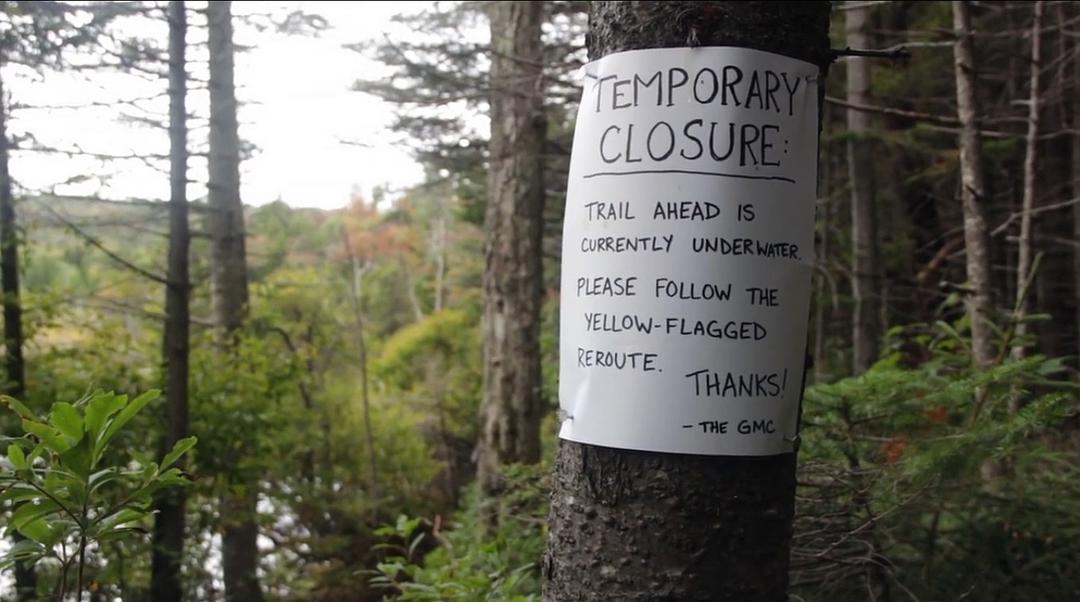 TEMPORARY
CLOSURE:
TRAIL AHEAD IS
CURRENTLY UNDERWATER.
PLEASE FOLLOW THE
YELLOW-FLAGGED
REROUTE.
THANKS!
- THE GMC